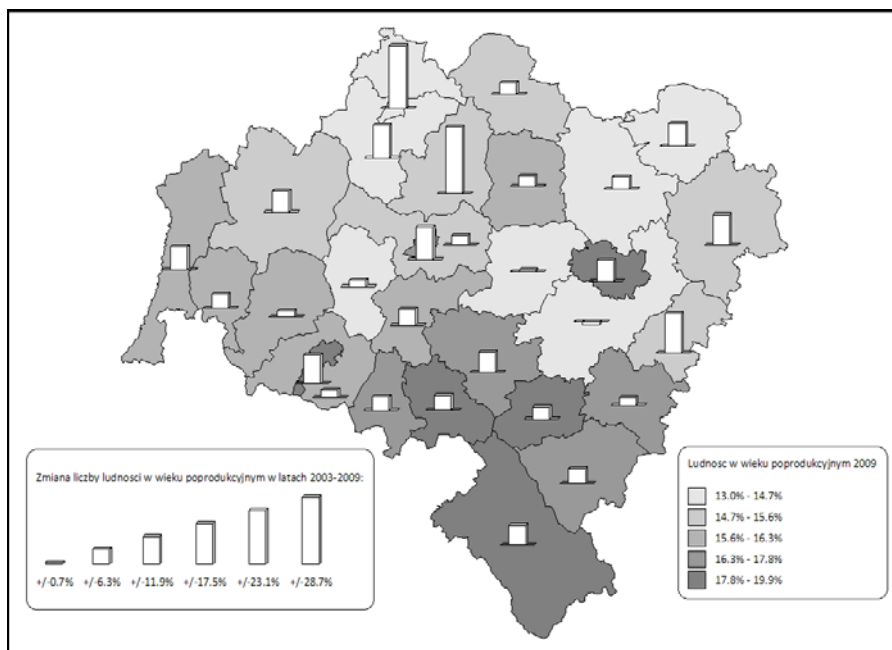 Zmiana liczby ludnosci w wieku poprodukcyjnym w latach 2003-2009:
+/-0.7% +/-6.3% +/-11.9% +/-17.5% +/-23.1% +/-28.7%
Ludnosc w wieku poprodukcyjnym 2009
13.0% - 14.7%
14.7% - 15.6%
15.6% - 16.3%
16.3% - 17.8%
17.8% - 19.9%